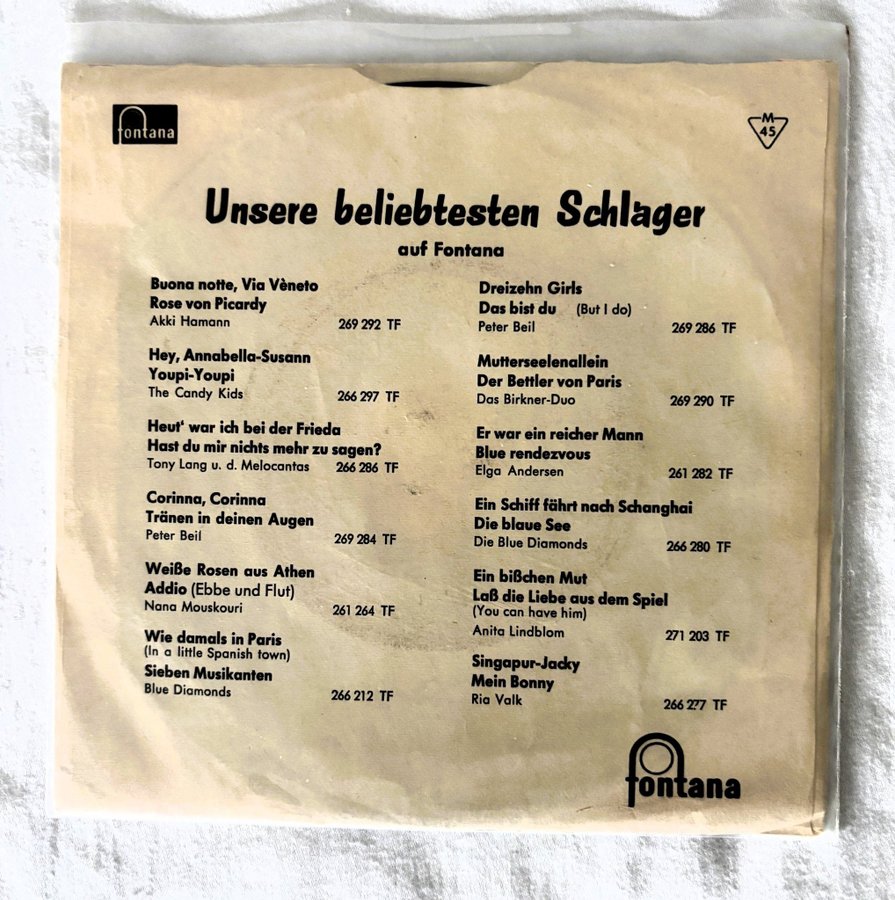 fontana
M
45
Unsere beliebtesten Schlager
auf Fontana
Buona notte, Via Vèneto
Rose von Picardy
Akki Hamann 269 292 TF
Hey, Annabella-Susann
Youpi-Youpi
The Candy Kids 266 297 TF
Heut' war ich bei der Frieda
Hast du mir nichts mehr zu sagen?
Tony Lang u. d. Melocantas 266 286 TF
Corinna, Corinna
Tränen in deinen Augen
Peter Beil 269 284 TF
Weiße Rosen aus Athen
Addio (Ebbe und Flut)
Nana Mouskouri 261 264 TF
Wie damals in Paris
(In a little Spanish town)
Sieben Musikanten
Blue Diamonds 266 212 TF
Dreizehn Girls
Das bist du (But I do)
Peter Beil 269 286 TF
Mutterseelenallein
Der Bettler von Paris
Das Birkner-Duo 269 290 TF
Er war ein reicher Mann
Blue rendezvous
Elga Andersen 261 282 TF
Ein Schiff fährt nach Schanghai
Die blaue See
Die Blue Diamonds 266 280 TF
Ein bißchen Mut
Laß die Liebe aus dem Spiel
(You can have him)
Anita Lindblom 271 203 TF
Singapur-Jacky
Mein Bonny
Ria Valk 266 277 TF
fontana